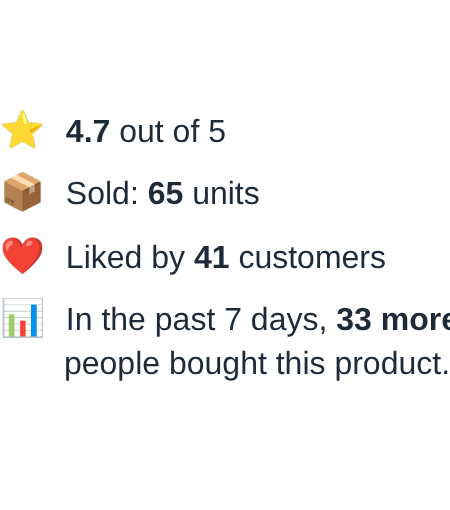 4.7 out of 5
Sold: 65 units
Liked by 41 customers
In the past 7 days, 33 more
people bought this product.